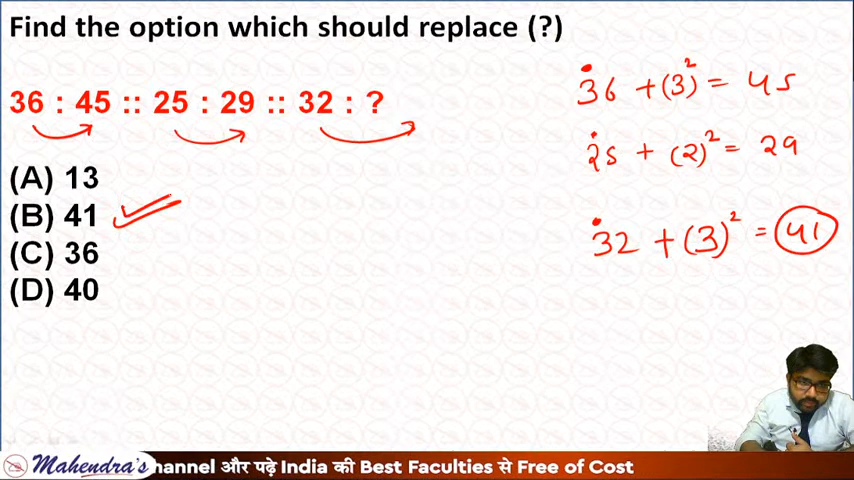 Find the option which should replace (?)
36 : 45 :: 25 : 29 :: 32 : ?
(A) 13
(B) 41
(C) 36
(D) 40
36 + (3)² = 45
25 + (2)² = 29
32 + (3)² = 41
Mahendra's hannel और पढ़े India की Best Faculties से Free of Cost